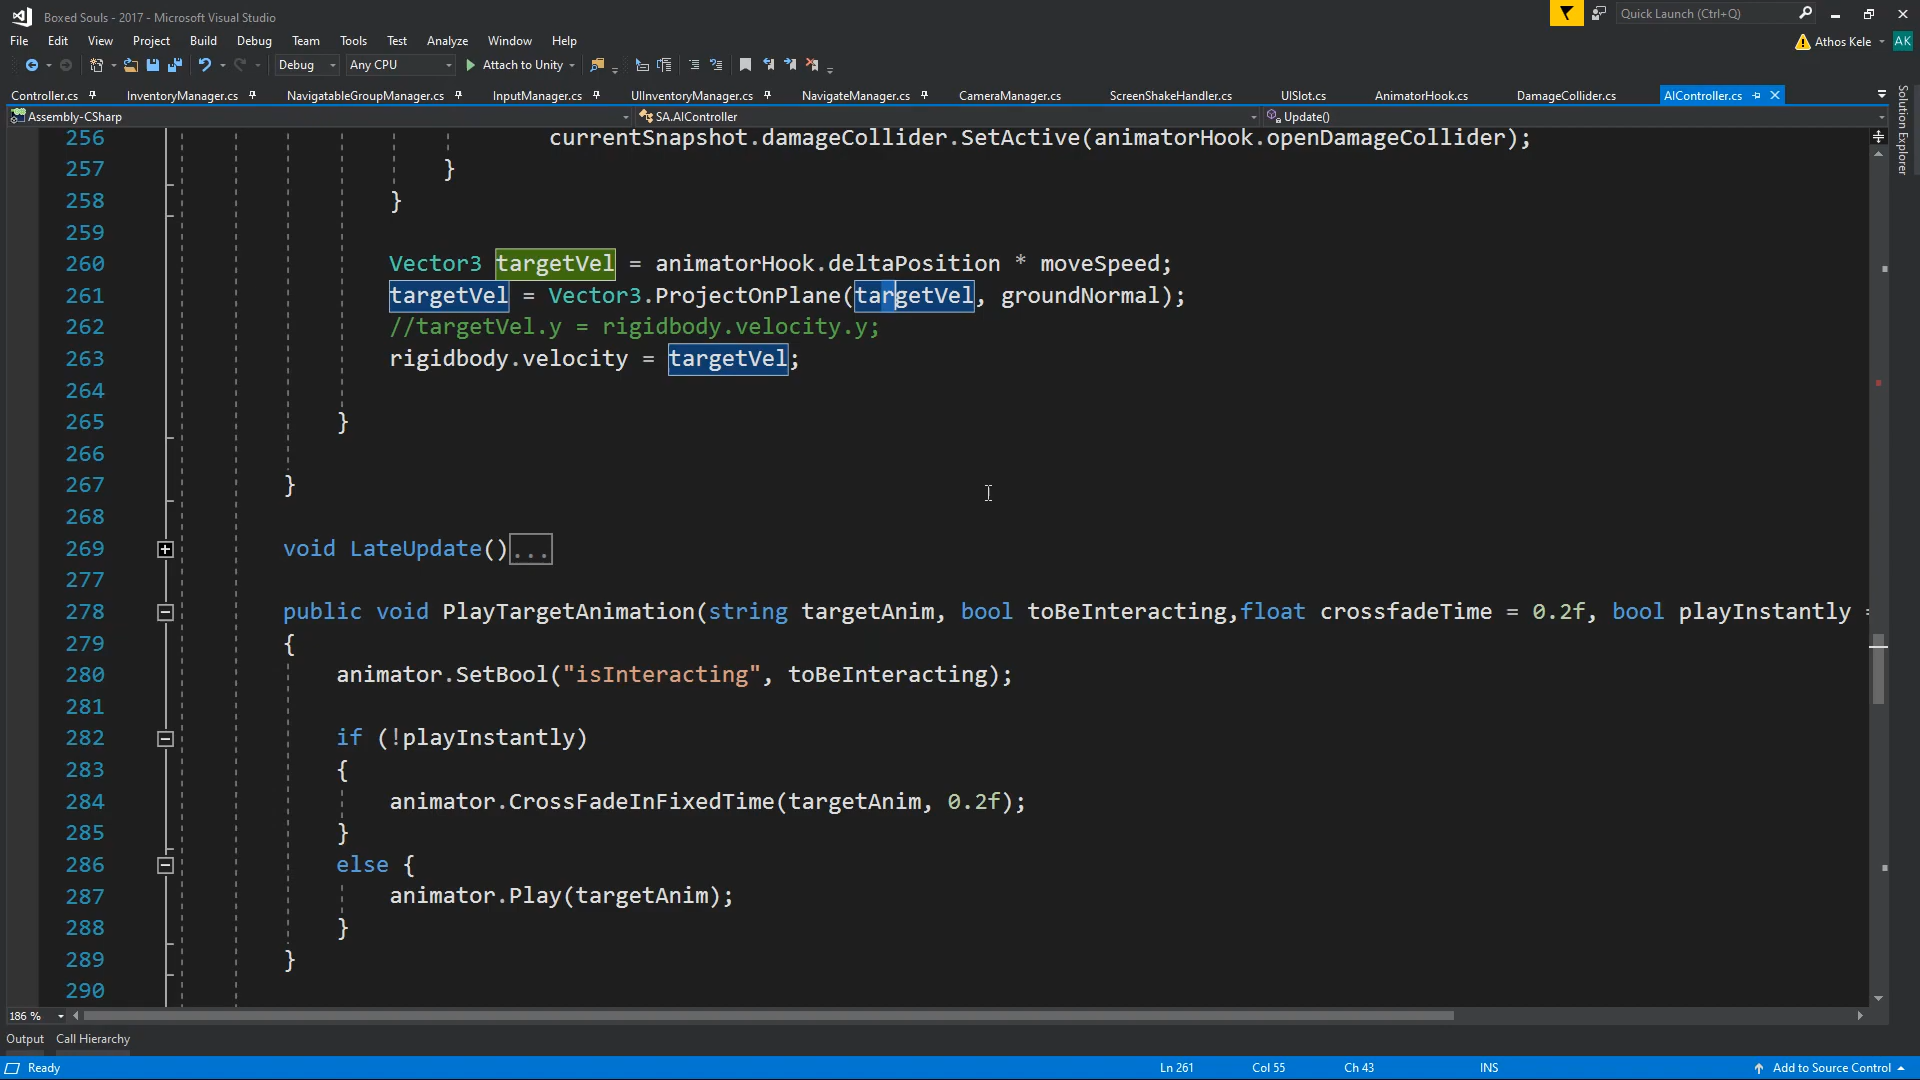 Boxed Souls - 2017 - Microsoft Visual Studio
Quick Launch (Ctrl+Q)
File Edit View Project Build Debug Team Tools Test Analyze Window Help
Athos Kele AK
Debug Any CPU Attach to Unity
Controller.cs InventoryManager.cs NavigatableGroupManager.cs InputManager.cs UIInventoryManager.cs NavigateManager.cs CameraManager.cs ScreenShakeHandler.cs UISlot.cs AnimatorHook.cs DamageCollider.cs AIController.cs
Solution Explorer
Assembly-CSharp SA.AIController Update()
256 currentSnapshot.damageCollider.SetActive(animatorHook.openDamageCollider);
257 }
258 }
259
260 Vector3 targetVel = animatorHook.deltaPosition * moveSpeed;
261 targetVel = Vector3.ProjectOnPlane(targetVel, groundNormal);
262 //targetVel.y = rigidbody.velocity.y;
263 rigidbody.velocity = targetVel;
264
265 }
266
267 }
268
269 void LateUpdate()...
277
278 public void PlayTargetAnimation(string targetAnim, bool toBeInteracting,float crossfadeTime = 0.2f, bool playInstantly =
279 {
280 animator.SetBool("isInteracting", toBeInteracting);
281
282 if (!playInstantly)
283 {
284 animator.CrossFadeInFixedTime(targetAnim, 0.2f);
285 }
286 else {
287 animator.Play(targetAnim);
288 }
289 }
290
186 %
Output Call Hierarchy
Ready Ln 261 Col 55 Ch 43 INS Add to Source Control